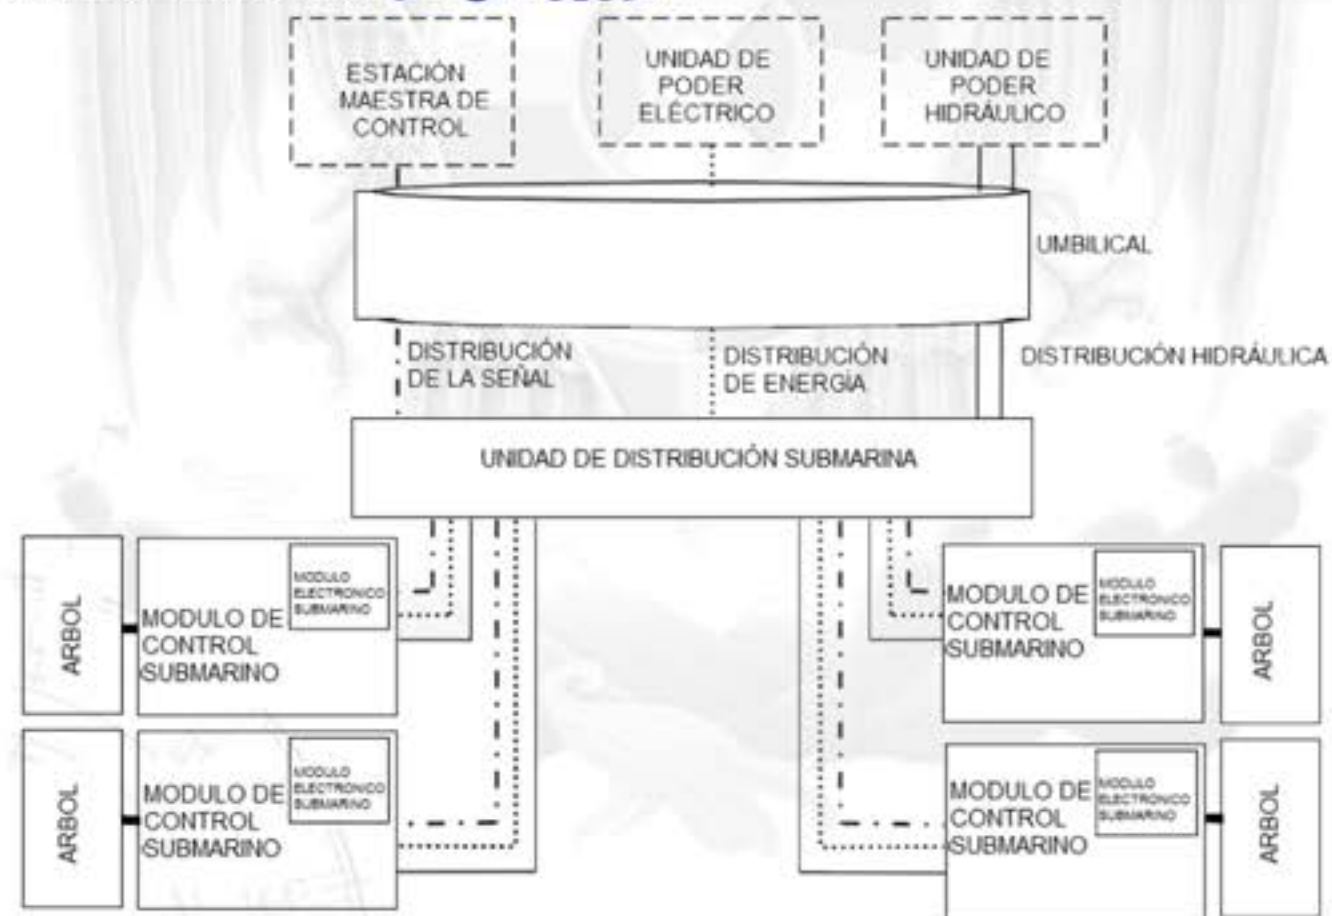 ESTACIÓN
MAESTRA DE
CONTROL
UNIDAD DE
PODER
ELÉCTRICO
UNIDAD DE
PODER
HIDRÁULICO
UMBILICAL
DISTRIBUCIÓN
DE LA SEÑAL
DISTRIBUCIÓN
DE ENERGÍA
DISTRIBUCIÓN HIDRÁULICA
UNIDAD DE DISTRIBUCIÓN SUBMARINA
ARBOL
MODULO DE
CONTROL
SUBMARINO
MODULO
ELECTRONICO
SUBMARINO
MODULO DE
CONTROL
SUBMARINO
MODULO
ELECTRONICO
SUBMARINO
ARBOL
ARBOL
MODULO DE
CONTROL
SUBMARINO
MODULO
ELECTRONICO
SUBMARINO
MODULO DE
CONTROL
SUBMARINO
MODULO
ELECTRONICO
SUBMARINO
ARBOL